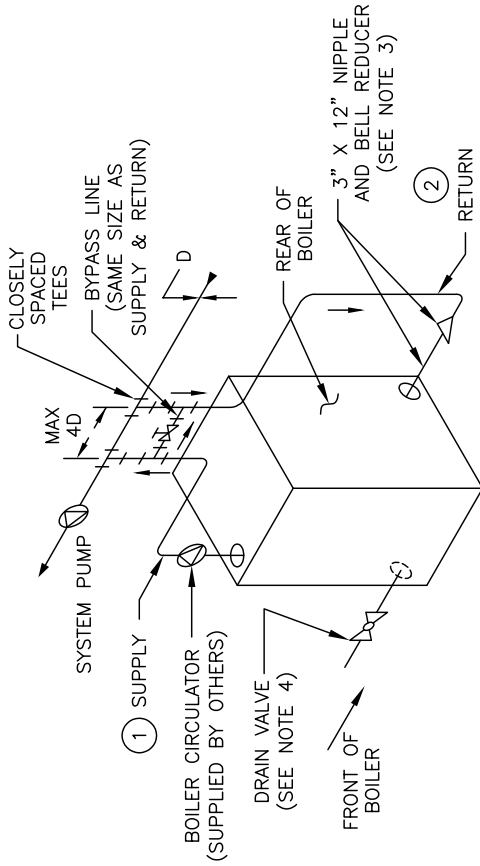 CLOSELY
SPACED
TEES
BYPASS LINE
(SAME SIZE AS
SUPPLY & RETURN)
D
MAX
4D
SYSTEM PUMP
1 SUPPLY
BOILER CIRCULATOR
(SUPPLIED BY OTHERS)
DRAIN VALVE
(SEE NOTE 4)
FRONT OF
BOILER
REAR OF
BOILER
3" X 12" NIPPLE
AND BELL REDUCER
(SEE NOTE 3)
2
RETURN